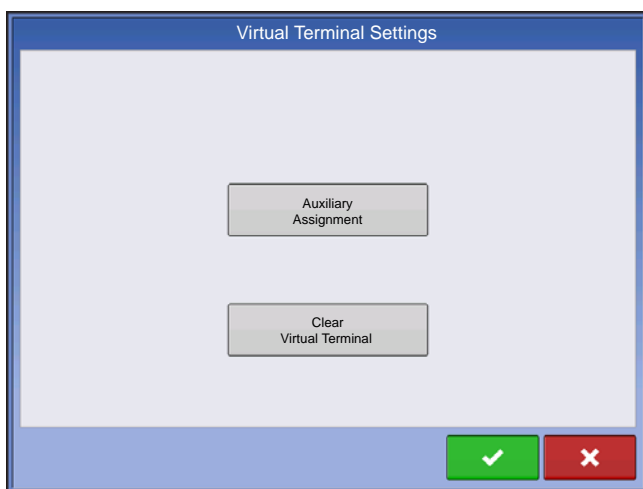 Virtual Terminal Settings
Auxiliary
Assignment
Clear
Virtual Terminal